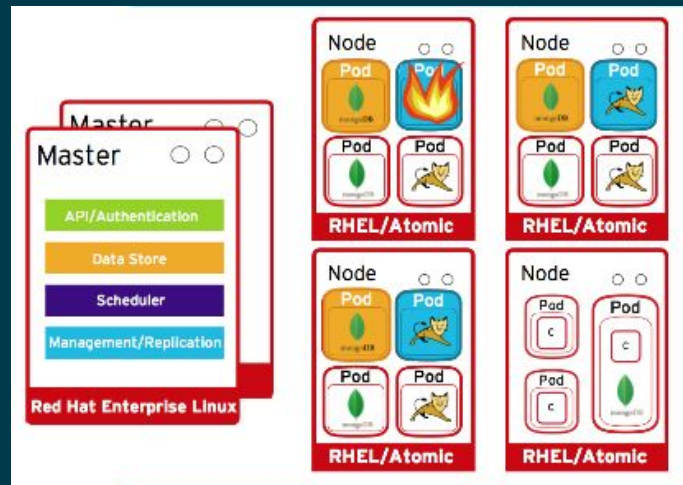 Master
Master
API/Authentication
Data Store
Scheduler
Management/Replication
Red Hat Enterprise Linux
Node
Pod
Pod
mongoDB
Pod
Pod
mongoDB
RHEL/Atomic
Node
Pod
Pod
mongoDB
Pod
Pod
mongoDB
RHEL/Atomic
Node
Pod
Pod
mongoDB
Pod
Pod
mongoDB
RHEL/Atomic
Node
Pod
Pod
C
C
Pod
C
mongoDB
RHEL/Atomic